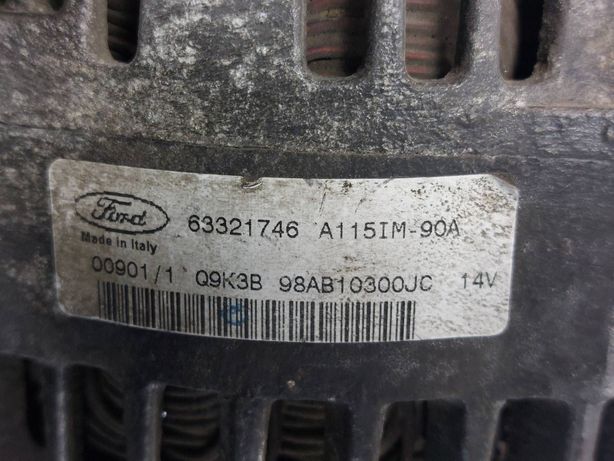 Ford 63321746 A115IM-90A
Made in Italy
00901/1 Q9K3B 98AB10300JC 14V